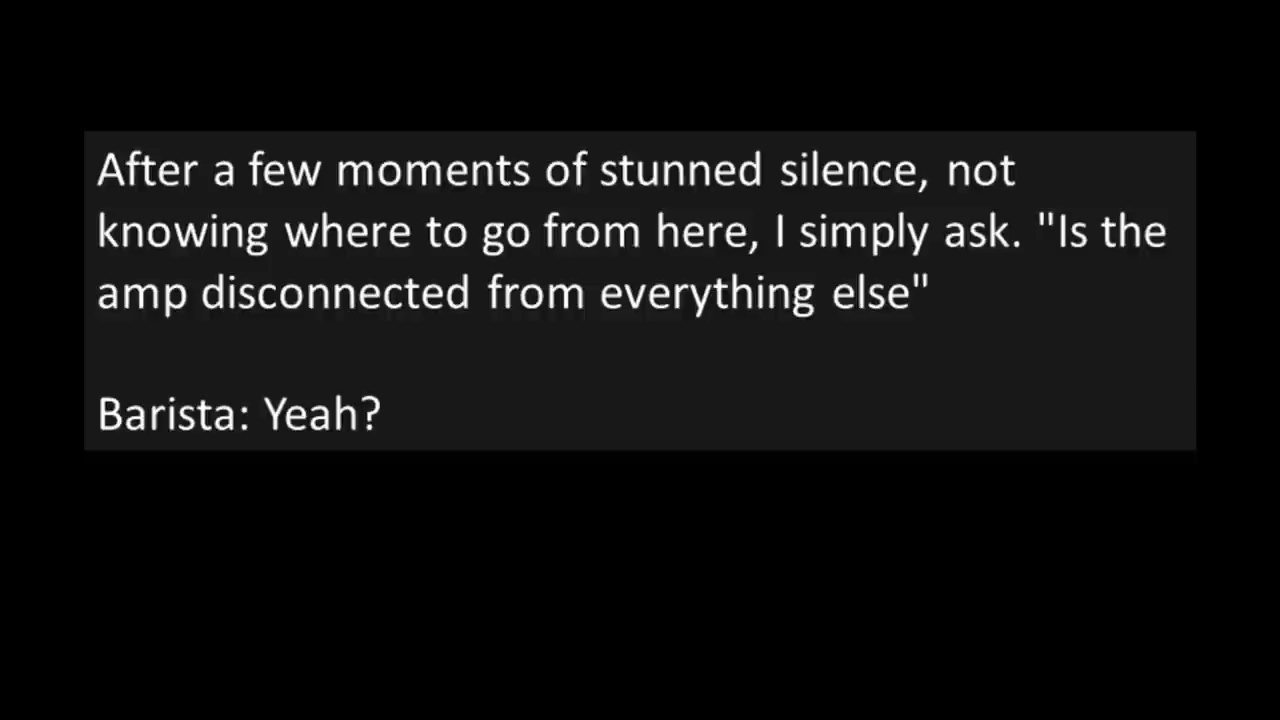 After a few moments of stunned silence, not
knowing where to go from here, I simply ask. "Is the
amp disconnected from everything else"
Barista: Yeah?